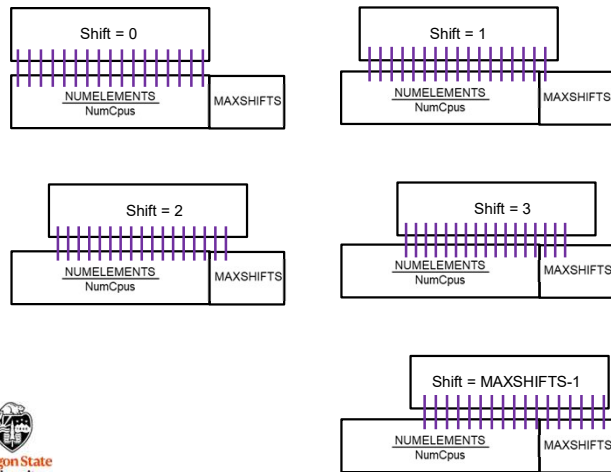 Shift = 0
NUMELEMENTS
NumCpus
MAXSHIFTS
Shift = 1
NUMELEMENTS
NumCpus
MAXSHIFTS
Shift = 2
NUMELEMENTS
NumCpus
MAXSHIFTS
Shift = 3
NUMELEMENTS
NumCpus
MAXSHIFTS
Shift = MAXSHIFTS-1
NUMELEMENTS
NumCpus
MAXSHIFTS
gon State